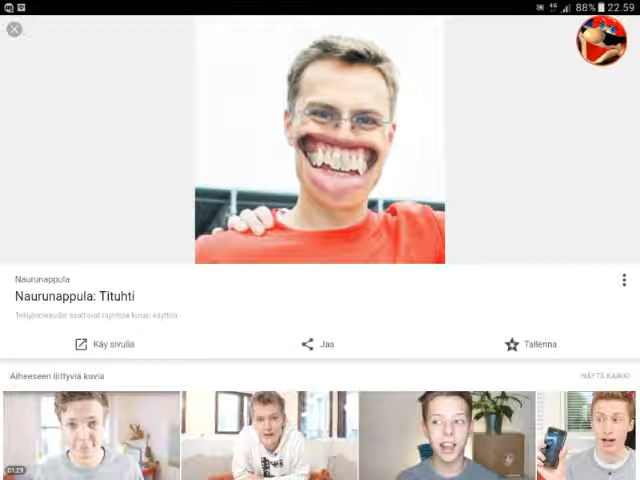 4G 88% 22.59
Naurunappula
Naurunappula: Tituhti
Tekijänoikeudet saattavat rajoittaa kuvan käyttöä
Käy sivulla
Jaa
Tallenna
Aiheeseen liittyviä kuvia
NÄYTÄ KAIKKI
01:29